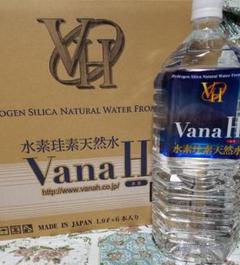 VH
OGEN SILICA NATURAL WATER FROM
水素珪素天然水
Vana H
http://www.vanah.co.jp/
MADE IN JAPAN 1.9ℓ×6本入り
VH
Hydrogen Silica Natural Water From
Vana H
水素珪素天然水